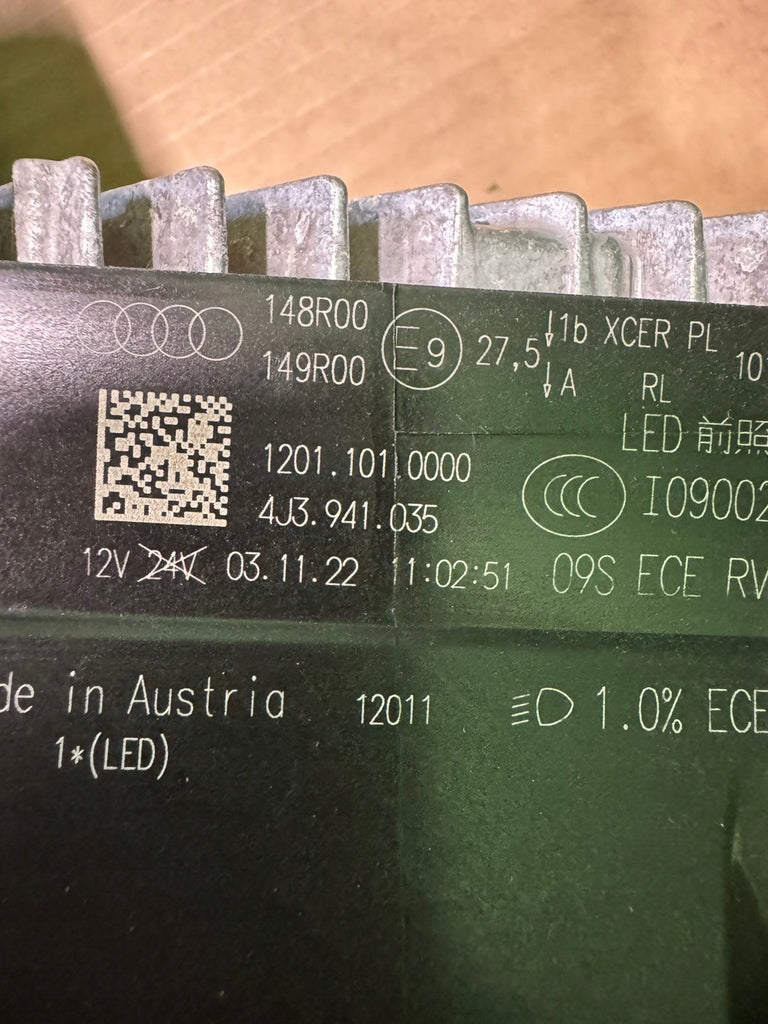 148R00
149R00
E9 27,5 ↓1b XCER PL
↓A RL
LED 前照
1201.101.0000
4J3.941.035
CCC I09002
12V 24V 03.11.22 11:02:51 09S ECE RV
de in Austria 12011 1.0% ECE
1*(LED)